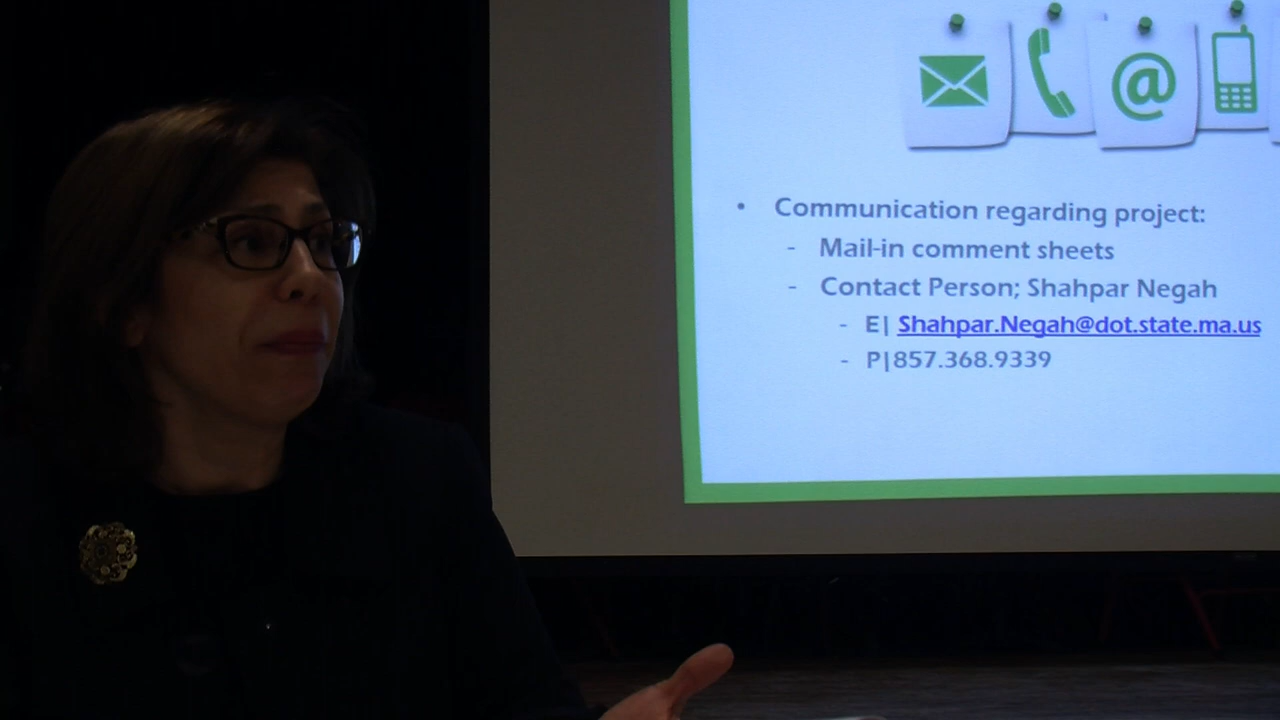 @
• Communication regarding project:
- Mail-in comment sheets
- Contact Person; Shahpar Negah
- E| Shahpar.Negah@dot.state.ma.us
- P|857.368.9339